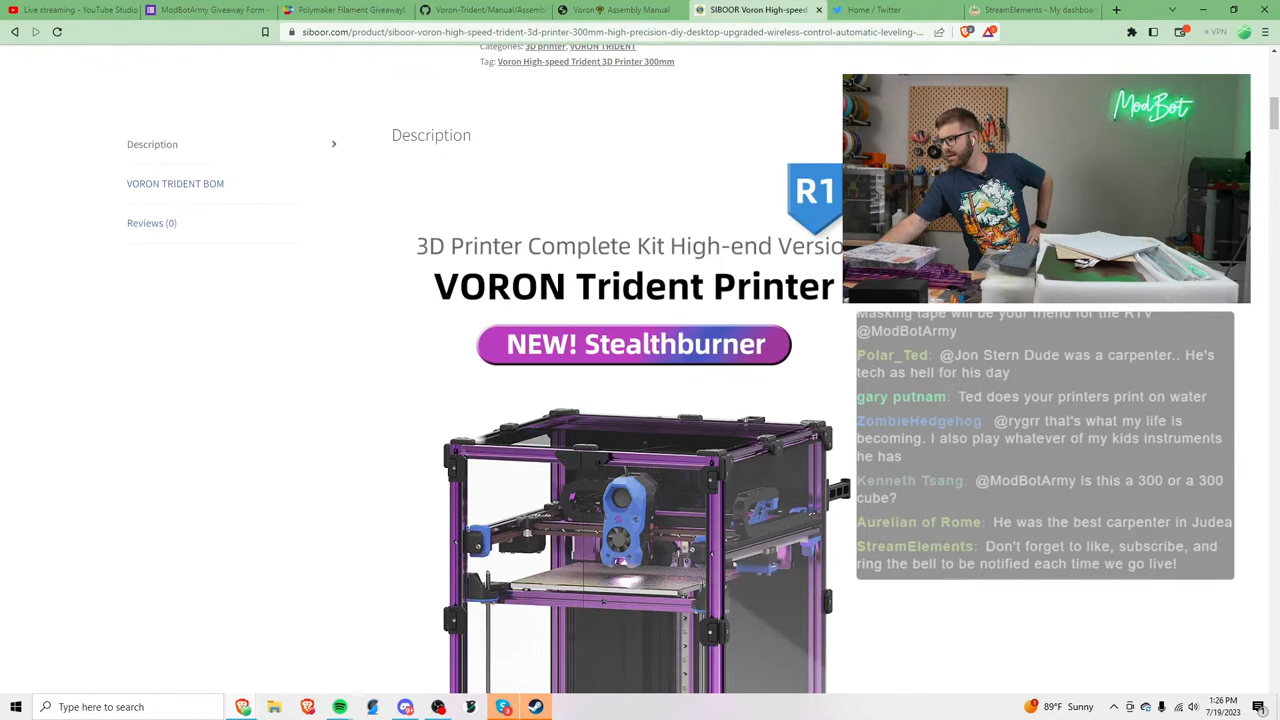 Live streaming - YouTube Studio
ModBotArmy Giveaway Form -
Polymaker Filament Giveaway!
Voron-Trident/Manual/Assemb
Voron Assembly Manual
SIBOOR Voron High-speed
Home / Twitter
StreamElements - My dashboa
siboor.com/product/siboor-voron-high-speed-trident-3d-printer-300mm-high-precision-diy-desktop-upgraded-wireless-control-automatic-leveling-...
VPN
Categories: 3D printer, VORON TRIDENT
Tag: Voron High-speed Trident 3D Printer 300mm
Description
VORON TRIDENT BOM
Reviews (0)
Description
R1
3D Printer Complete Kit High-end Versio
VORON Trident Printer
NEW! Stealthburner
ModBot
Masking tape will be your friend for the RTV
@ModBotArmy
Polar_Ted: @Jon Stern Dude was a carpenter.. He's
tech as hell for his day
gary putnam: Ted does your printers print on water
ZombieHedgehog: @rygrr that's what my life is
becoming. I also play whatever of my kids instruments
he has
Kenneth Tsang: @ModBotArmy is this a 300 or a 300
cube?
Aurelian of Rome: He was the best carpenter in Judea
StreamElements: Don't forget to like, subscribe, and
ring the bell to be notified each time we go live!
Type here to search
89°F Sunny
1:26 PM
7/19/2023